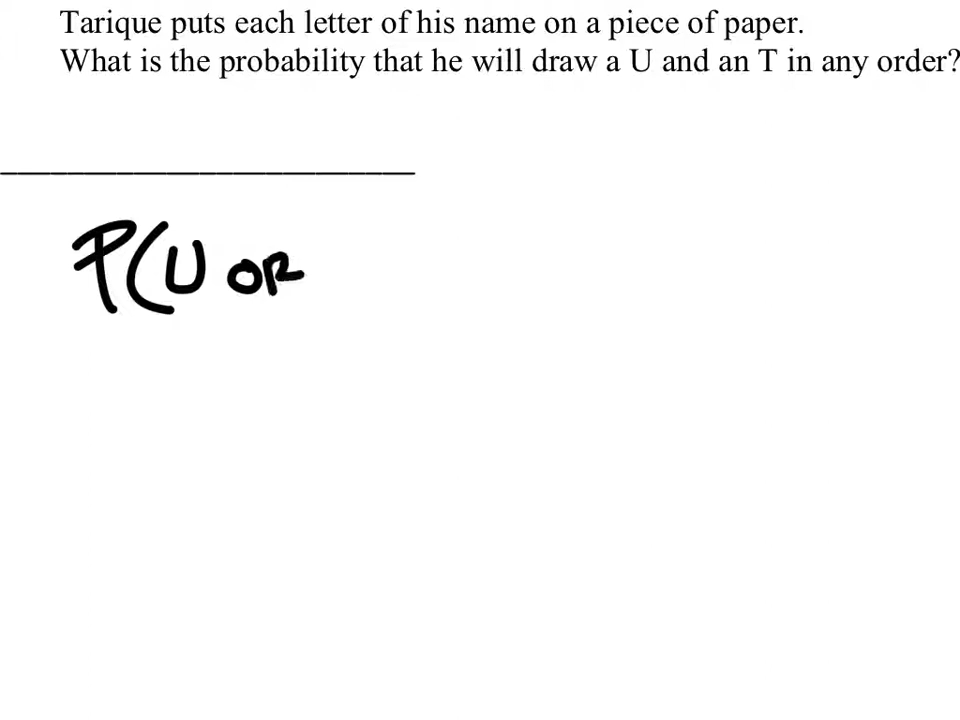 Tarique puts each letter of his name on a piece of paper.
What is the probability that he will draw a U and an T in any order?
P(U OR